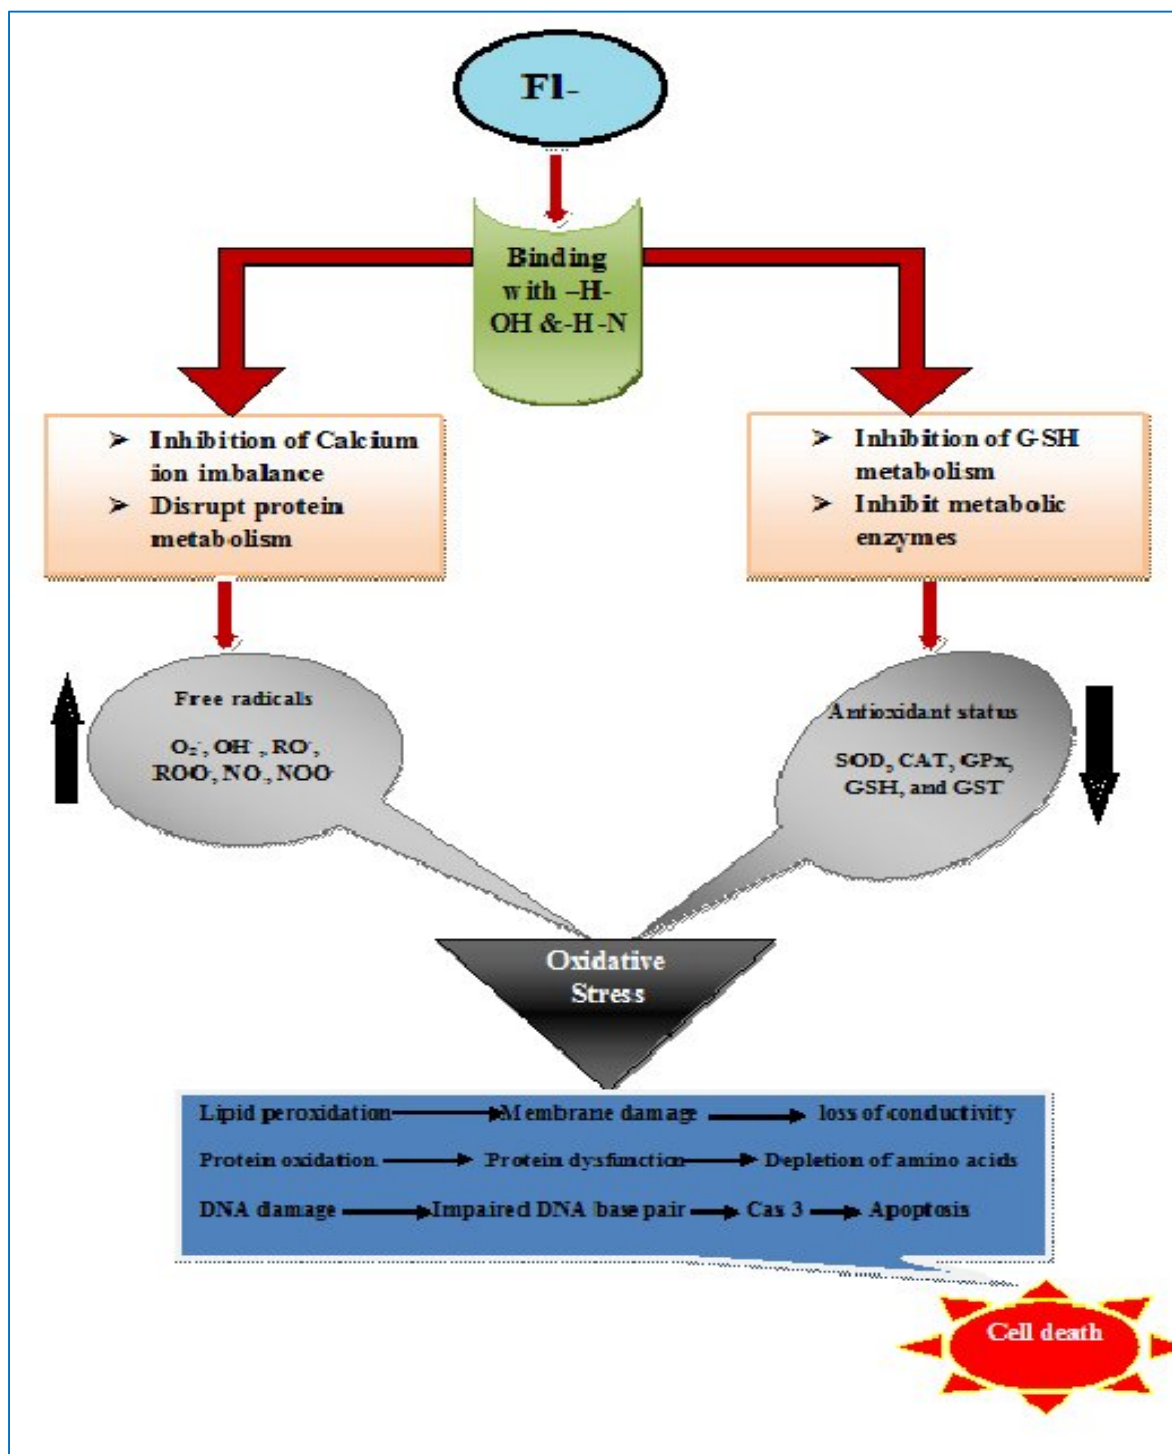 Fl-
Binding
with –H-
OH &-H-N
➢ Inhibition of Calcium
ion imbalance
➢ Disrupt protein
metabolism
➢ Inhibition of GSH
metabolism
➢ Inhibit metabolic
enzymes
Free radicals
O₂⁻, OH⁻, RO⁻,
ROO⁻, NO⁻, NOO⁻
Antioxidant status
SOD, CAT, GPx,
GSH, and GST
Oxidative
Stress
Lipid peroxidation Membrane damage loss of conductivity
Protein oxidation Protein dysfunction Depletion of amino acids
DNA damage Impaired DNA base pair Cas 3 Apoptosis
Cell death